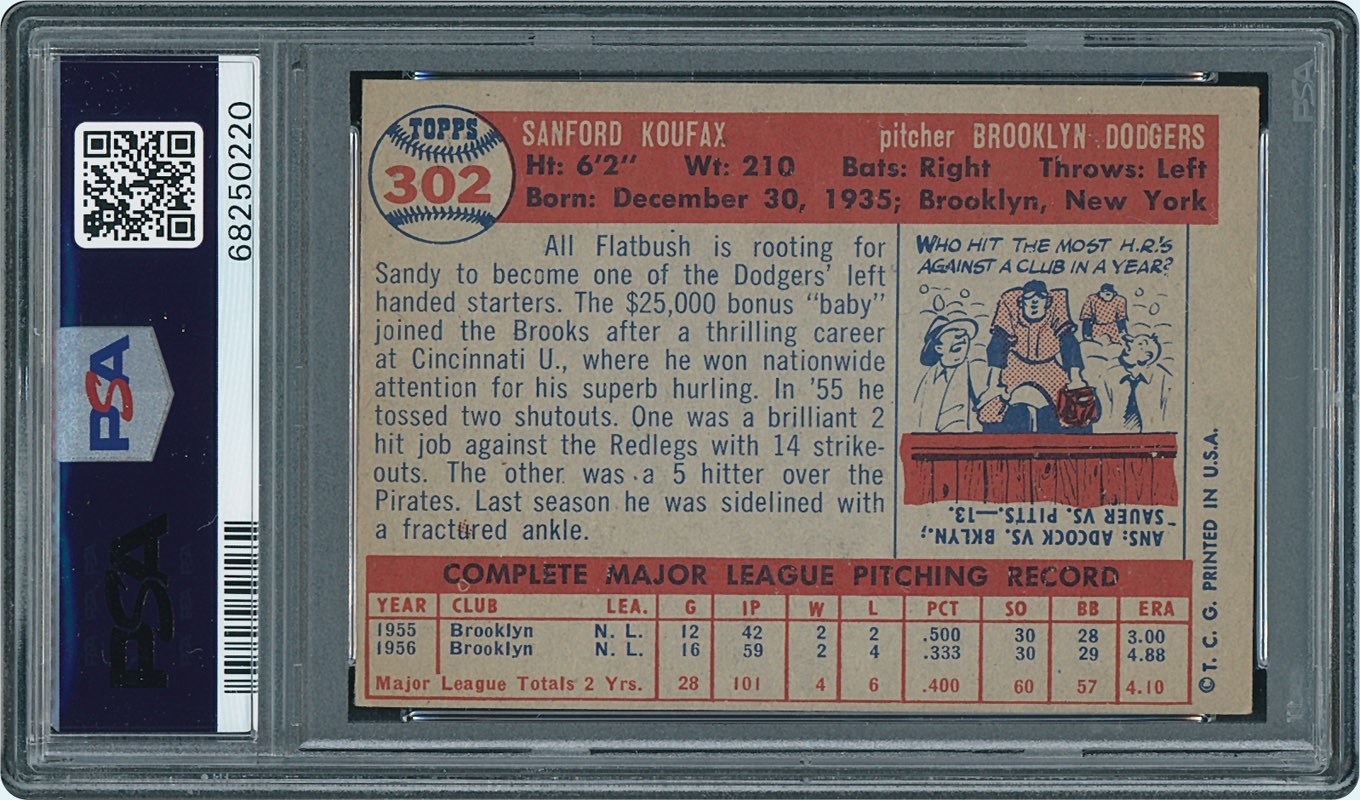 68250220
PSA
PSA
PSA
TOPPS
302
SANFORD KOUFAX pitcher BROOKLYN DODGERS
Ht: 6'2" Wt: 210 Bats: Right Throws: Left
Born: December 30, 1935; Brooklyn, New York
All Flatbush is rooting for
Sandy to become one of the Dodgers' left
handed starters. The $25,000 bonus "baby"
joined the Brooks after a thrilling career
at Cincinnati U., where he won nationwide
attention for his superb hurling. In '55 he
tossed two shutouts. One was a brilliant 2
hit job against the Redlegs with 14 strike-
outs. The other was a 5 hitter over the
Pirates. Last season he was sidelined with
a fractured ankle.
WHO HIT THE MOST H.R.'S
AGAINST A CLUB IN A YEAR?
ANS: ADCOCK VS. BKLYN.;
SAUER VS. PITTS.—13.
COMPLETE MAJOR LEAGUE PITCHING RECORD
YEAR CLUB LEA. G IP W L PCT SO BB ERA
1955 Brooklyn N. L. 12 42 2 2 .500 30 28 3.00
1956 Brooklyn N. L. 16 59 2 4 .333 30 29 4.88
Major League Totals 2 Yrs. 28 101 4 6 .400 60 57 4.10
© T. C. G. PRINTED IN U.S.A.